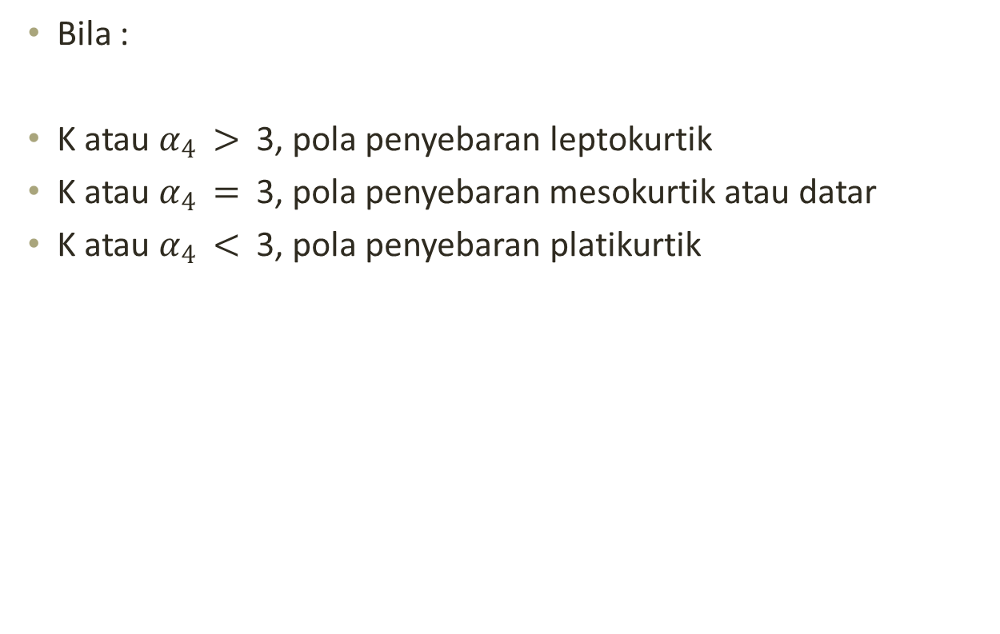 • Bila :
• K atau 𝛼₄ > 3, pola penyebaran leptokurtik
• K atau 𝛼₄ = 3, pola penyebaran mesokurtik atau datar
• K atau 𝛼₄ < 3, pola penyebaran platikurtik